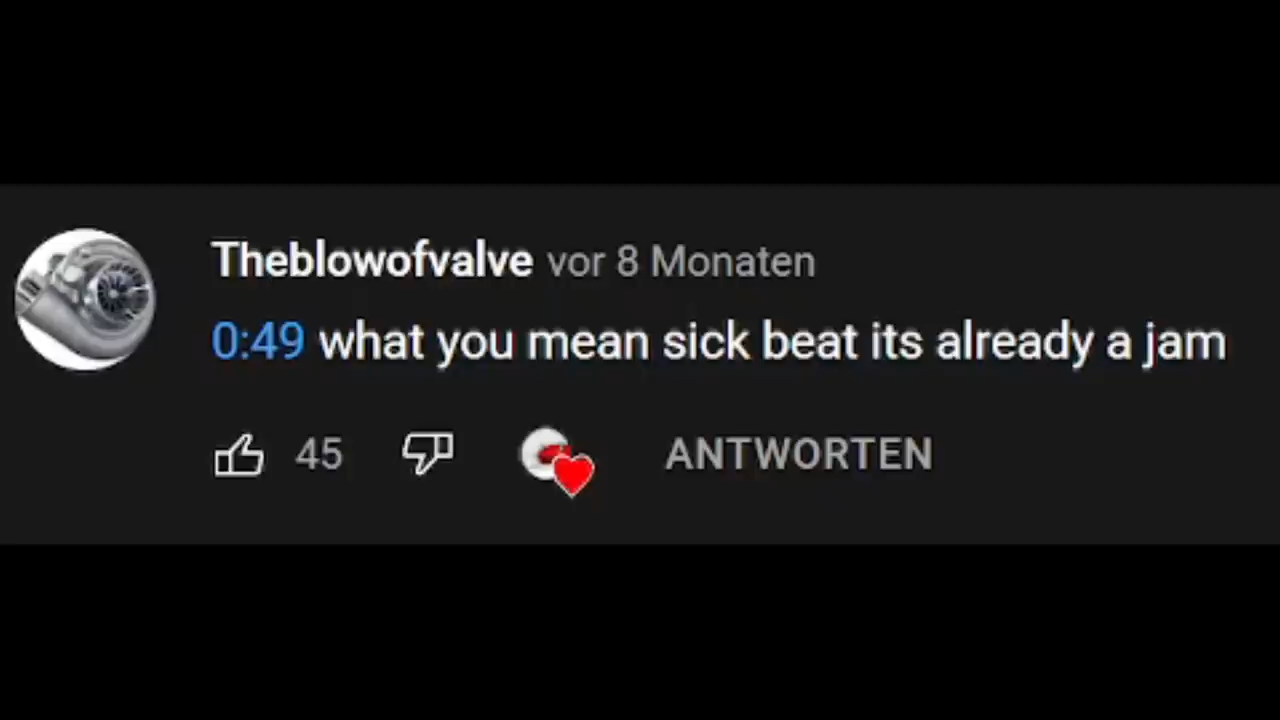 Theblowofvalve vor 8 Monaten
0:49 what you mean sick beat its already a jam
45 ANTWORTEN